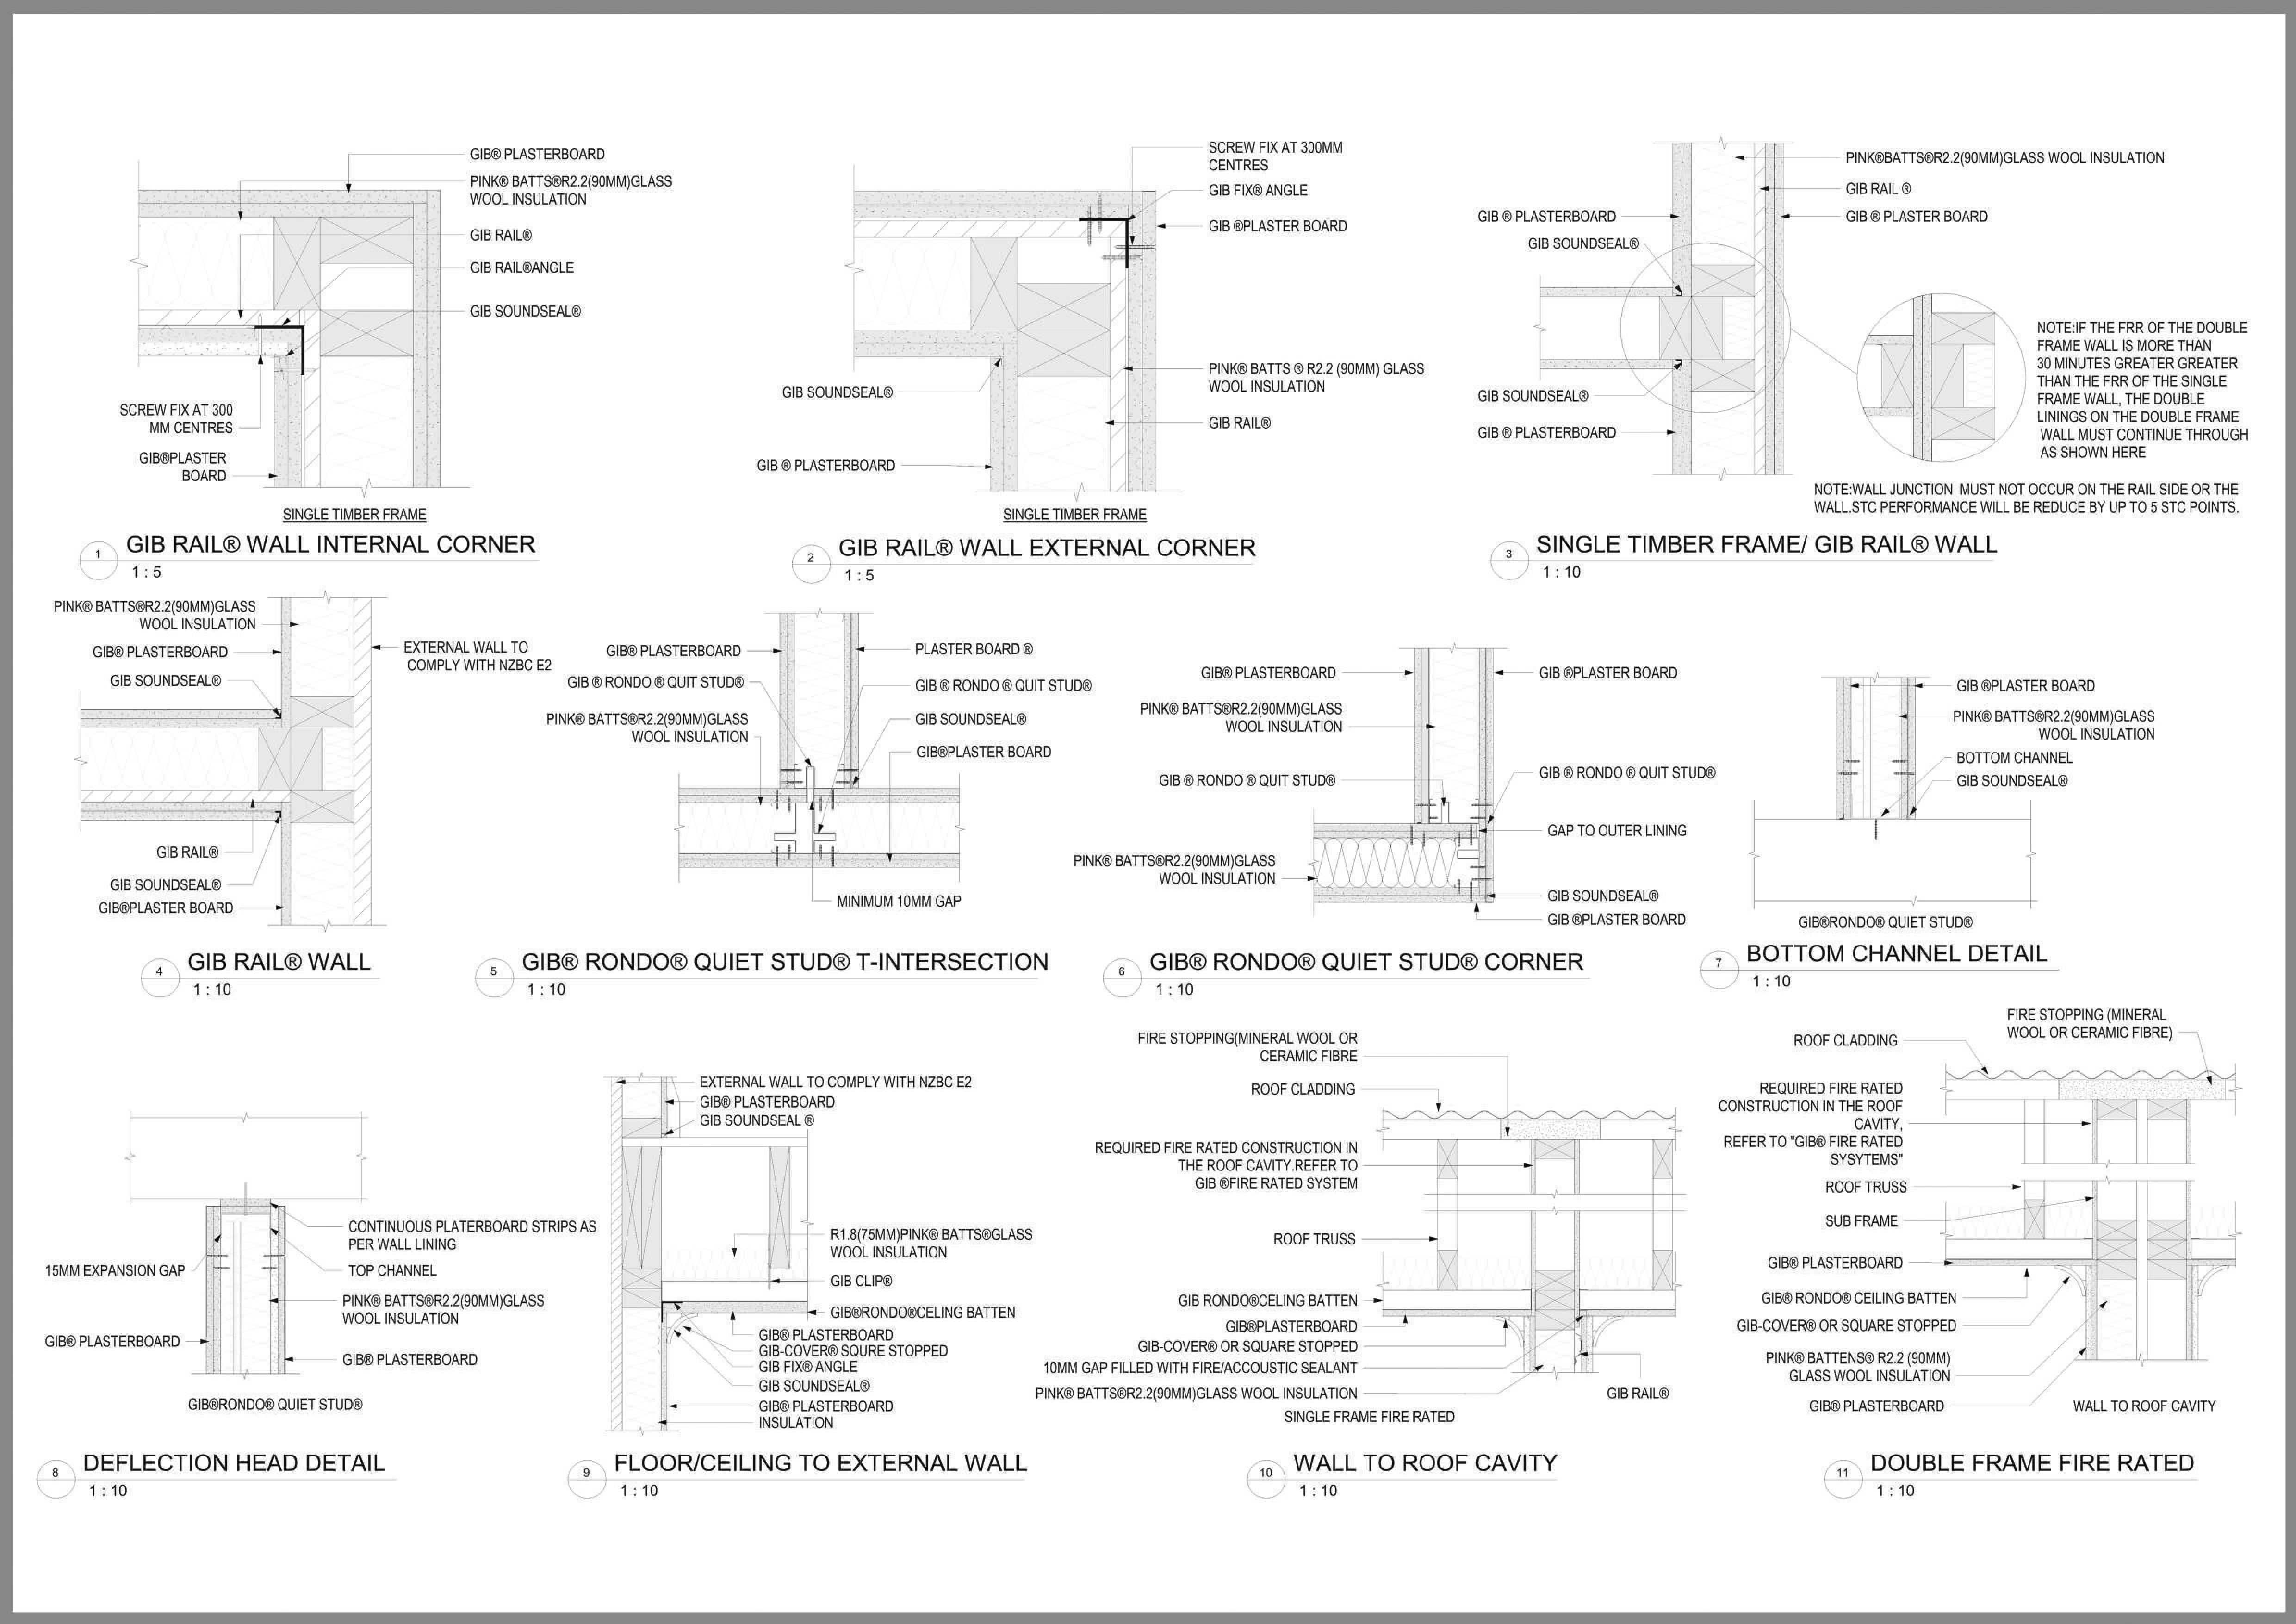 GIB® PLASTERBOARD
PINK® BATTS®R2.2(90MM)GLASS
WOOL INSULATION
GIB RAIL®
GIB RAIL®ANGLE
GIB SOUNDSEAL®
SCREW FIX AT 300
MM CENTRES
GIB®PLASTER
BOARD
SINGLE TIMBER FRAME
1
GIB RAIL® WALL INTERNAL CORNER
1 : 5
SCREW FIX AT 300MM
CENTRES
GIB FIX® ANGLE
GIB ®PLASTER BOARD
GIB SOUNDSEAL®
PINK® BATTS ® R2.2 (90MM) GLASS
WOOL INSULATION
GIB RAIL®
GIB ® PLASTERBOARD
SINGLE TIMBER FRAME
2
GIB RAIL® WALL EXTERNAL CORNER
1 : 5
PINK®BATTS®R2.2(90MM)GLASS WOOL INSULATION
GIB RAIL ®
GIB ® PLASTERBOARD
GIB ® PLASTER BOARD
GIB SOUNDSEAL®
GIB SOUNDSEAL®
GIB ® PLASTERBOARD
NOTE:IF THE FRR OF THE DOUBLE
FRAME WALL IS MORE THAN
30 MINUTES GREATER GREATER
THAN THE FRR OF THE SINGLE
FRAME WALL, THE DOUBLE
LININGS ON THE DOUBLE FRAME
WALL MUST CONTINUE THROUGH
AS SHOWN HERE
NOTE:WALL JUNCTION MUST NOT OCCUR ON THE RAIL SIDE OR THE
WALL.STC PERFORMANCE WILL BE REDUCE BY UP TO 5 STC POINTS.
3
SINGLE TIMBER FRAME/ GIB RAIL® WALL
1 : 10
PINK® BATTS®R2.2(90MM)GLASS
WOOL INSULATION
GIB® PLASTERBOARD
GIB SOUNDSEAL®
EXTERNAL WALL TO
COMPLY WITH NZBC E2
GIB RAIL®
GIB SOUNDSEAL®
GIB®PLASTER BOARD
4
GIB RAIL® WALL
1 : 10
GIB® PLASTERBOARD
GIB ® RONDO ® QUIT STUD®
PINK® BATTS®R2.2(90MM)GLASS
WOOL INSULATION
PLASTER BOARD ®
GIB ® RONDO ® QUIT STUD®
GIB SOUNDSEAL®
GIB®PLASTER BOARD
MINIMUM 10MM GAP
5
GIB® RONDO® QUIET STUD® T-INTERSECTION
1 : 10
GIB® PLASTERBOARD
PINK® BATTS®R2.2(90MM)GLASS
WOOL INSULATION
GIB ® RONDO ® QUIT STUD®
PINK® BATTS®R2.2(90MM)GLASS
WOOL INSULATION
GIB ®PLASTER BOARD
GIB ® RONDO ® QUIT STUD®
GAP TO OUTER LINING
GIB SOUNDSEAL®
GIB ®PLASTER BOARD
6
GIB® RONDO® QUIET STUD® CORNER
1 : 10
GIB ®PLASTER BOARD
PINK® BATTS®R2.2(90MM)GLASS
WOOL INSULATION
BOTTOM CHANNEL
GIB SOUNDSEAL®
GIB®RONDO® QUIET STUD®
7
BOTTOM CHANNEL DETAIL
1 : 10
CONTINUOUS PLATERBOARD STRIPS AS
PER WALL LINING
15MM EXPANSION GAP
TOP CHANNEL
PINK® BATTS®R2.2(90MM)GLASS
WOOL INSULATION
GIB® PLASTERBOARD
GIB® PLASTERBOARD
GIB®RONDO® QUIET STUD®
8
DEFLECTION HEAD DETAIL
1 : 10
EXTERNAL WALL TO COMPLY WITH NZBC E2
GIB® PLASTERBOARD
GIB SOUNDSEAL ®
R1.8(75MM)PINK® BATTS®GLASS
WOOL INSULATION
GIB CLIP®
GIB®RONDO®CELING BATTEN
GIB® PLASTERBOARD
GIB-COVER® SQURE STOPPED
GIB FIX® ANGLE
GIB SOUNDSEAL®
GIB® PLASTERBOARD
INSULATION
9
FLOOR/CEILING TO EXTERNAL WALL
1 : 10
FIRE STOPPING(MINERAL WOOL OR
CERAMIC FIBRE
ROOF CLADDING
REQUIRED FIRE RATED CONSTRUCTION IN
THE ROOF CAVITY.REFER TO
GIB ®FIRE RATED SYSTEM
ROOF TRUSS
GIB RONDO®CELING BATTEN
GIB®PLASTERBOARD
GIB-COVER® OR SQUARE STOPPED
10MM GAP FILLED WITH FIRE/ACCOUSTIC SEALANT
PINK® BATTS®R2.2(90MM)GLASS WOOL INSULATION
GIB RAIL®
SINGLE FRAME FIRE RATED
10
WALL TO ROOF CAVITY
1 : 10
FIRE STOPPING (MINERAL
WOOL OR CERAMIC FIBRE)
ROOF CLADDING
REQUIRED FIRE RATED
CONSTRUCTION IN THE ROOF
CAVITY,
REFER TO "GIB® FIRE RATED
SYSYTEMS"
ROOF TRUSS
SUB FRAME
GIB® PLASTERBOARD
GIB® RONDO® CEILING BATTEN
GIB-COVER® OR SQUARE STOPPED
PINK® BATTENS® R2.2 (90MM)
GLASS WOOL INSULATION
GIB® PLASTERBOARD
WALL TO ROOF CAVITY
11
DOUBLE FRAME FIRE RATED
1 : 10